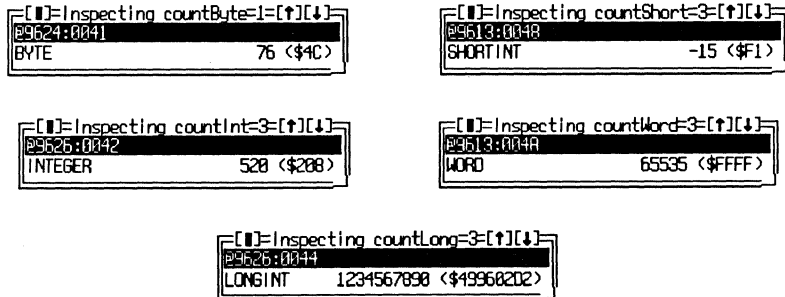 [■]=Inspecting countByte=1=[↑][↓]
@9624:0041
BYTE 76 ($4C)
[■]=Inspecting countShort=3=[↑][↓]
@9613:0048
SHORTINT -15 ($F1)
[■]=Inspecting countInt=3=[↑][↓]
@9626:0042
INTEGER 520 ($208)
[■]=Inspecting countWord=3=[↑][↓]
@9613:004A
WORD 65535 ($FFFF)
[■]=Inspecting countLong=3=[↑][↓]
@9626:0044
LONGINT 1234567890 ($499602D2)